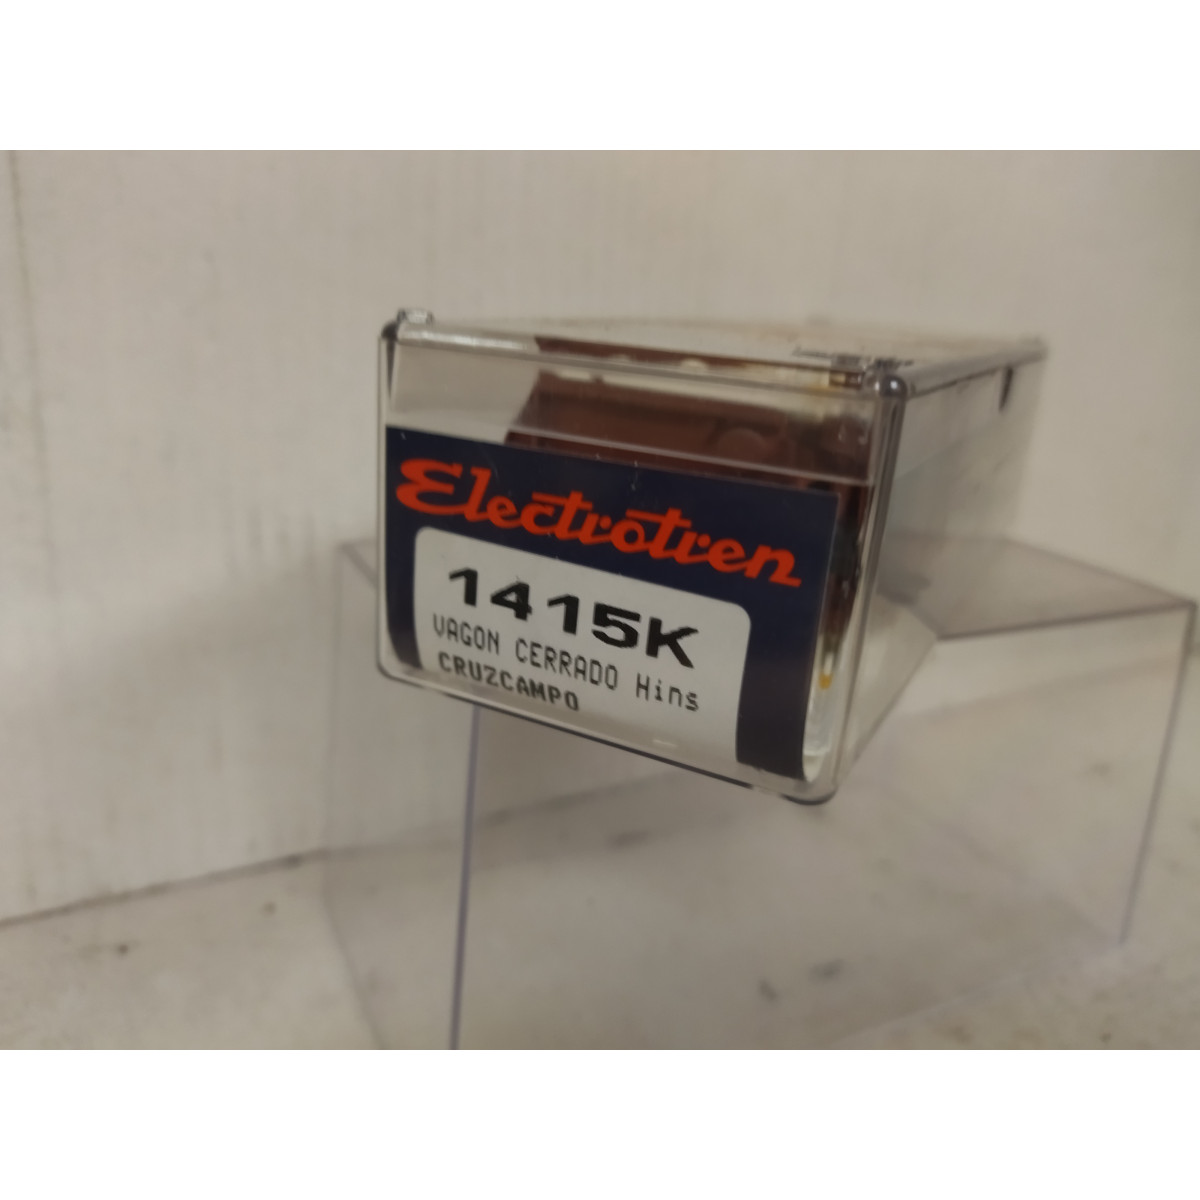 Electrotren
1415K
VAGON CERRADO Hins
CRUZCAMPO